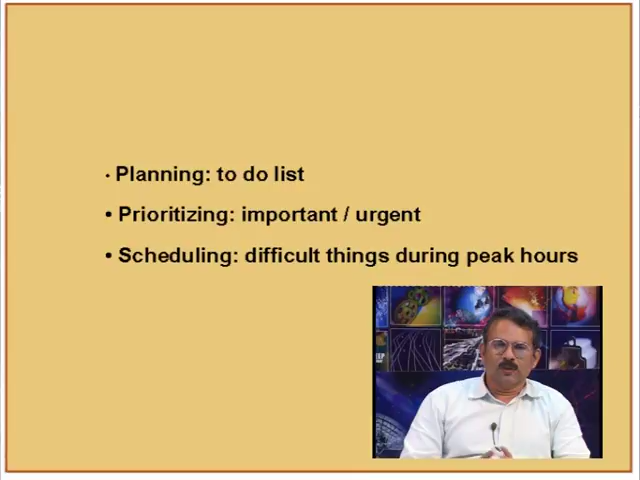 • Planning: to do list
• Prioritizing: important / urgent
• Scheduling: difficult things during peak hours